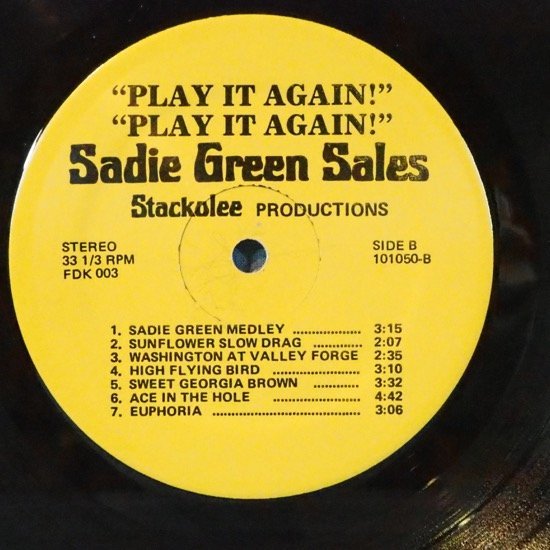 "PLAY IT AGAIN!"
"PLAY IT AGAIN!"
Sadie Green Sales
Stackolee PRODUCTIONS
STEREO
33 1/3 RPM
FDK 003
SIDE B
101050-B
1. SADIE GREEN MEDLEY .................... 3:15
2. SUNFLOWER SLOW DRAG .............. 2:07
3. WASHINGTON AT VALLEY FORGE 2:35
4. HIGH FLYING BIRD ........................... 3:10
5. SWEET GEORGIA BROWN .............. 3:32
6. ACE IN THE HOLE ............................ 4:42
7. EUPHORIA .......................................... 3:06